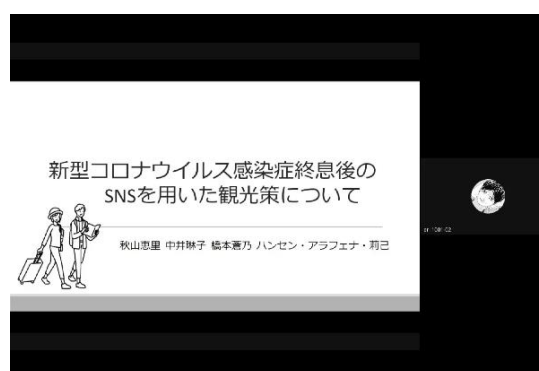 新型コロナウイルス感染症終息後の
SNSを用いた観光策について
秋山恵里 中井琳子 橋本蒼乃 ハンセン・アラフェナ・莉己